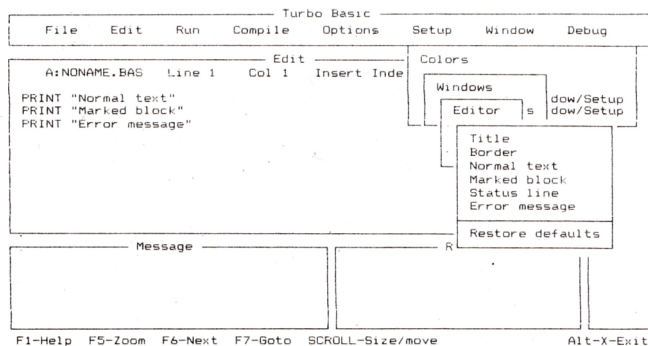 Turbo Basic
File Edit Run Compile Options Setup Window Debug
Edit
Colors
A:NONAME.BAS Line 1 Col 1 Insert Inde
Windows
PRINT "Normal text"
dow/Setup
PRINT "Marked block"
Editor s dow/Setup
PRINT "Error message"
Title
Border
Normal text
Marked block
Status line
Error message
Restore defaults
Message R
F1-Help F5-Zoom F6-Next F7-Goto SCROLL-Size/move Alt-X-Exit